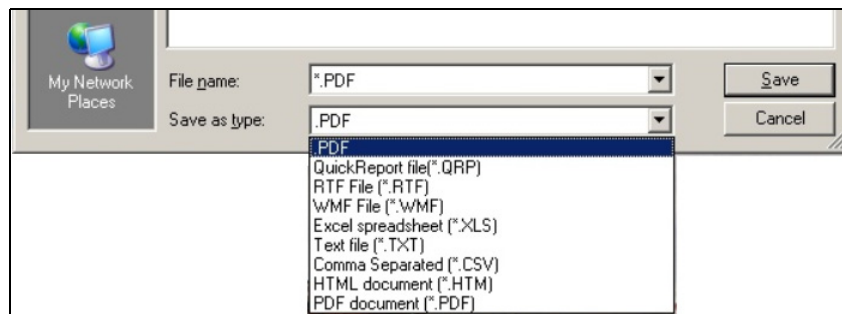 My Network
Places
File name:
*.PDF
Save
Save as type:
.PDF
Cancel
.PDF
QuickReport file(*.QRP)
RTF File (*.RTF)
WMF File (*.WMF)
Excel spreadsheet (*.XLS)
Text file (*.TXT)
Comma Separated (*.CSV)
HTML document (*.HTM)
PDF document (*.PDF)